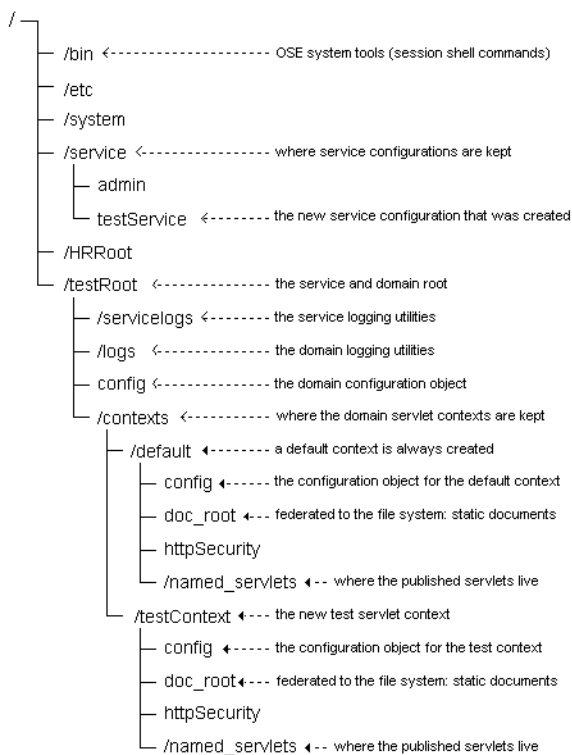 /
/bin OSE system tools (session shell commands)
/etc
/system
/service where service configurations are kept
admin
testService the new service configuration that was created
/HRRoot
/testRoot the service and domain root
/servicelogs the service logging utilities
/logs the domain logging utilities
config the domain configuration object
/contexts where the domain servlet contexts are kept
/default a default context is always created
config the configuration object for the default context
doc_root federated to the file system: static documents
httpSecurity
/named_servlets where the published servlets live
/testContext the new test servlet context
config the configuration object for the test context
doc_root federated to the file system: static documents
httpSecurity
/named_servlets where the published servlets live